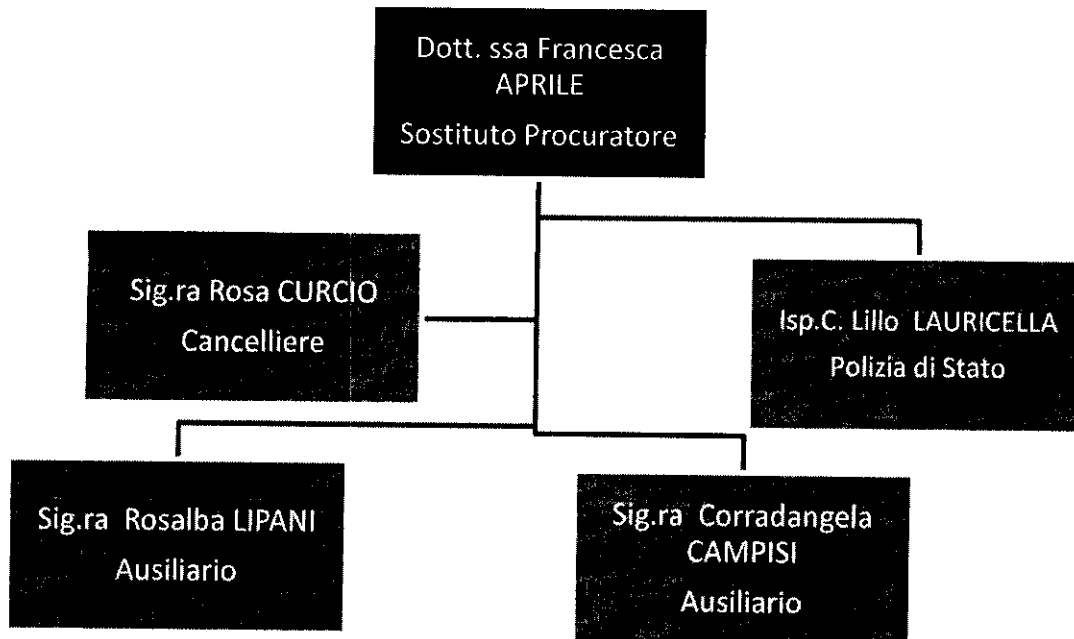 Dott. ssa Francesca
APRILE
Sostituto Procuratore
Sig.ra Rosa CURCIO
Cancelliere
Isp.C. Lillo LAURICELLA
Polizia di Stato
Sig.ra Rosalba LIPANI
Ausiliario
Sig.ra Corradangela
CAMPISI
Ausiliario